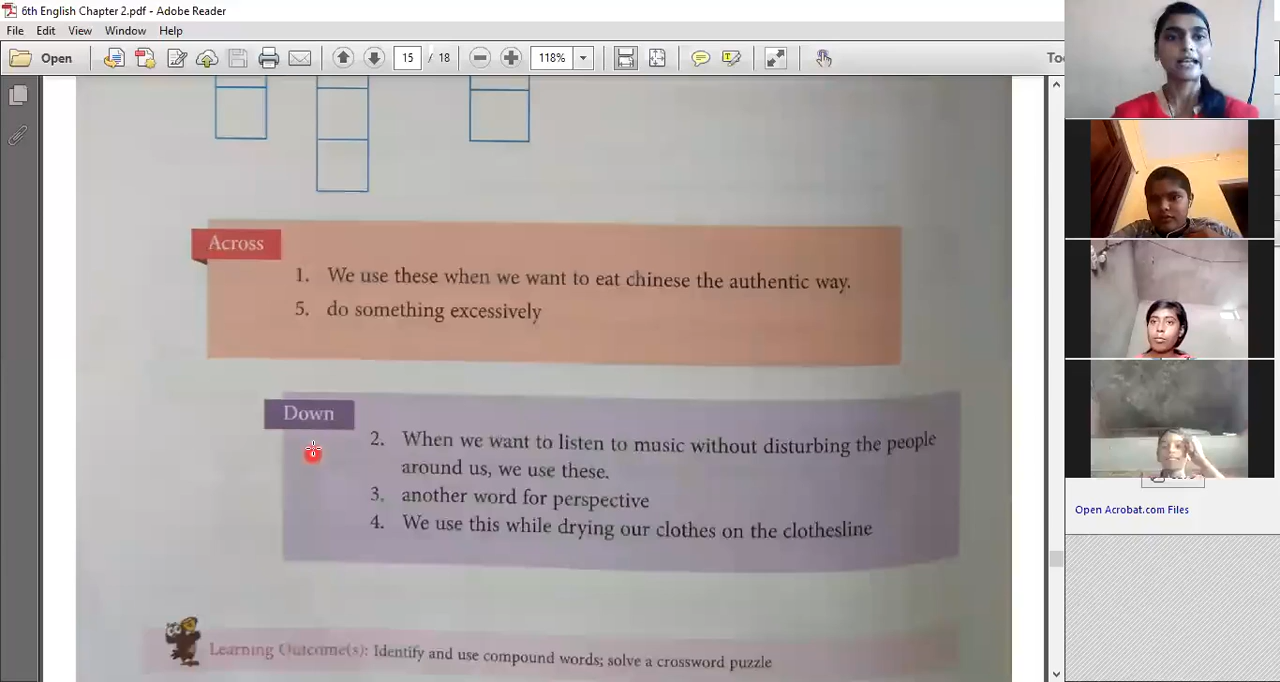 6th English Chapter 2.pdf - Adobe Reader
File Edit View Window Help
Open 15 / 18 118% To
Across
1. We use these when we want to eat chinese the authentic way.
5. do something excessively
Down
2. When we want to listen to music without disturbing the people
around us, we use these.
3. another word for perspective
4. We use this while drying our clothes on the clothesline
Learning Outcome(s): Identify and use compound words; solve a crossword puzzle
Open Acrobat.com Files